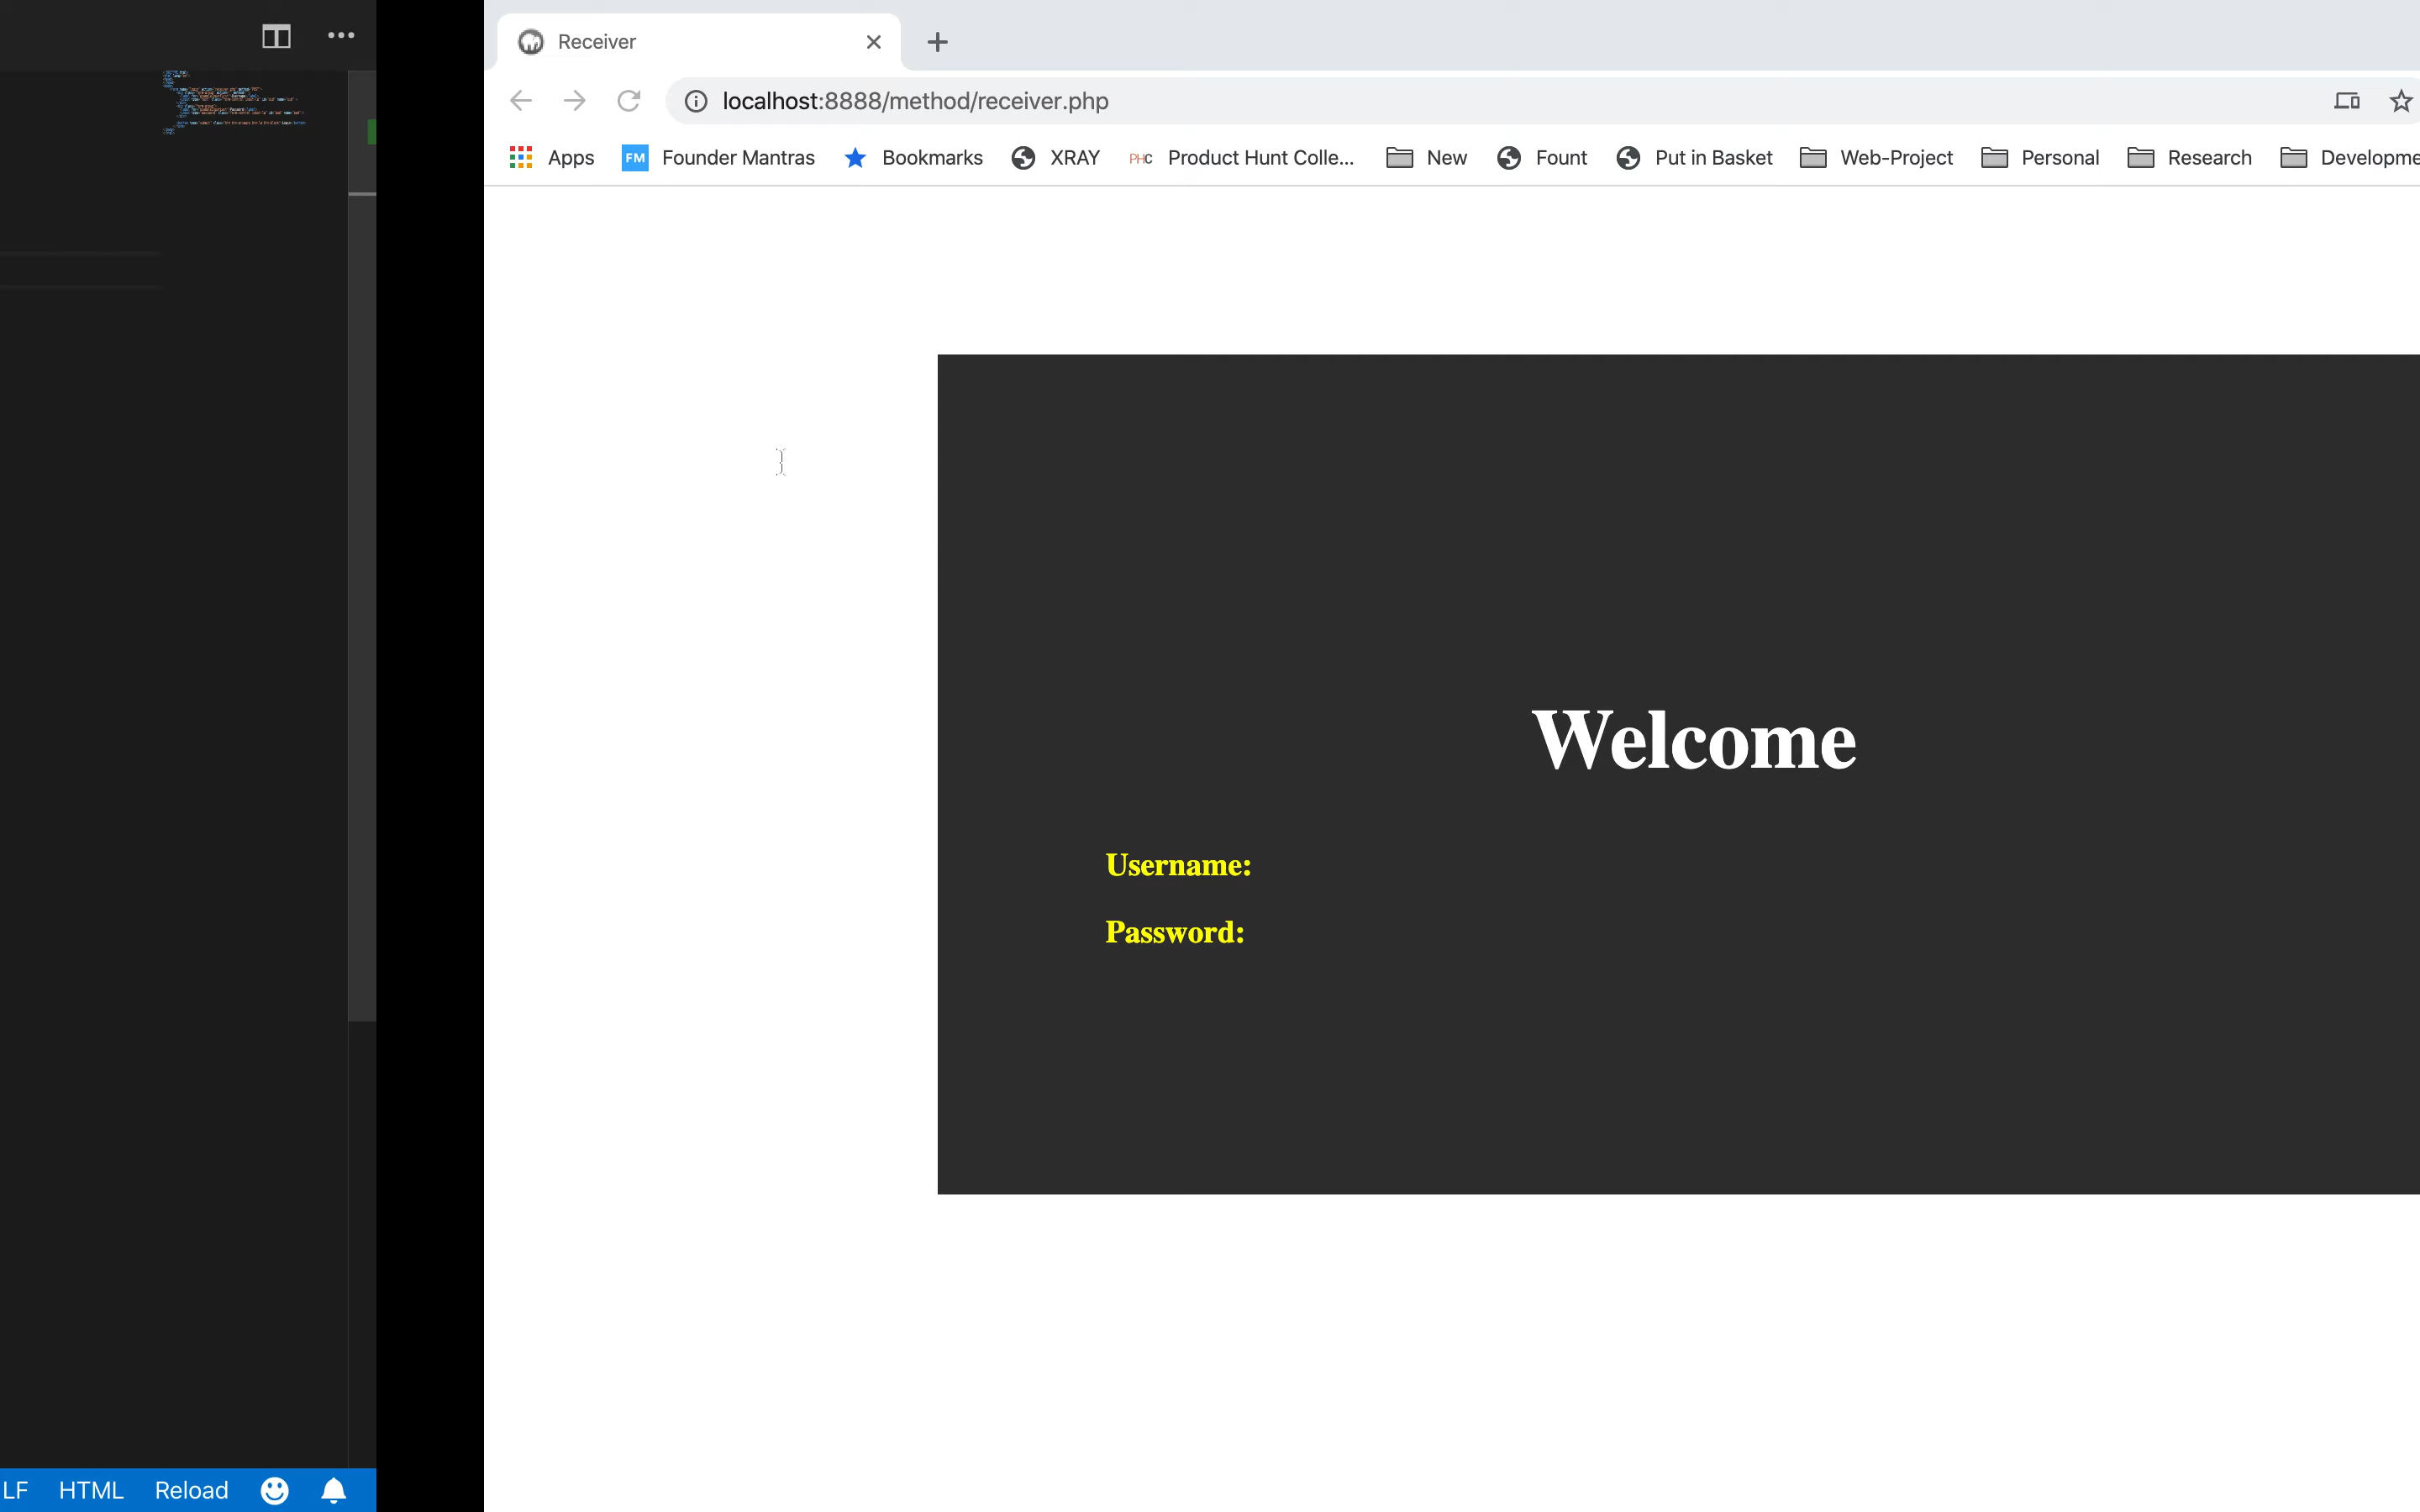 Receiver
localhost:8888/method/receiver.php
Apps FM Founder Mantras Bookmarks XRAY PHC Product Hunt Colle... New Fount Put in Basket Web-Project Personal Research Developme
Welcome
Username:
Password:
LF HTML Reload